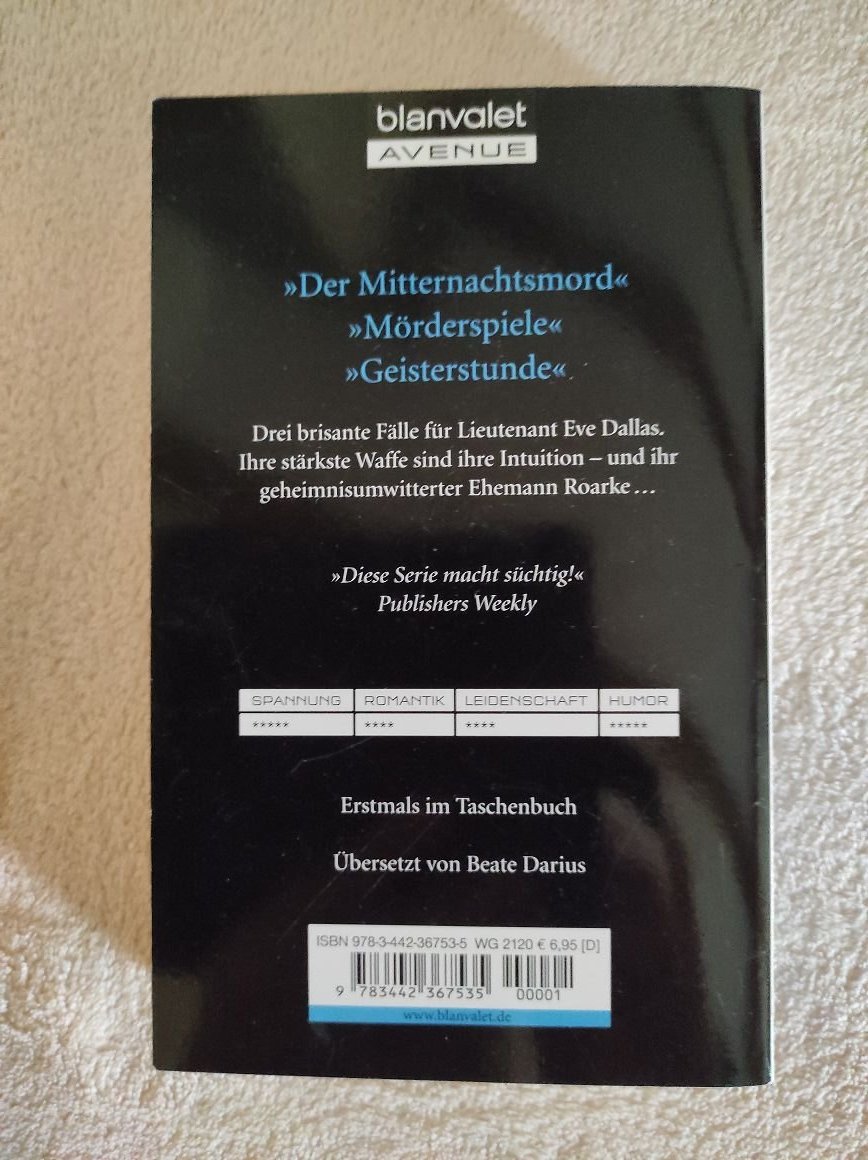 blanvalet
AVENUE
»Der Mitternachtsmord«
»Mörderspiele«
»Geisterstunde«
Drei brisante Fälle für Lieutenant Eve Dallas.
Ihre stärkste Waffe sind ihre Intuition – und ihr
geheimnisumwitterter Ehemann Roarke …
»Diese Serie macht süchtig!«
Publishers Weekly
SPANNUNG ROMANTIK LEIDENSCHAFT HUMOR
***** **** **** *****
Erstmals im Taschenbuch
Übersetzt von Beate Darius
ISBN 978-3-442-36753-5 WG 2120 € 6,95 [D]
9 783442 367535 00001
www.blanvalet.de